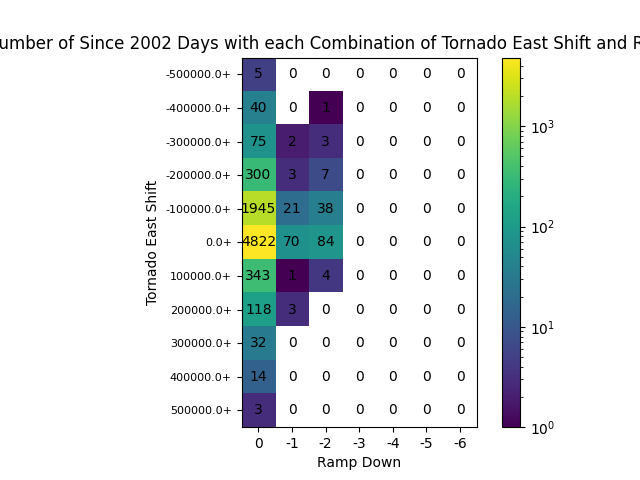 umber of Since 2002 Days with each Combination of Tornado East Shift and R
-500000.0+ 5 0 0 0 0 0 0
-400000.0+ 40 0 1 0 0 0 0
-300000.0+ 75 2 3 0 0 0 0
-200000.0+ 300 3 7 0 0 0 0
-100000.0+ 1945 21 38 0 0 0 0
0.0+ 4822 70 84 0 0 0 0
100000.0+ 343 1 4 0 0 0 0
200000.0+ 118 3 0 0 0 0 0
300000.0+ 32 0 0 0 0 0 0
400000.0+ 14 0 0 0 0 0 0
500000.0+ 3 0 0 0 0 0 0
0 -1 -2 -3 -4 -5 -6
Ramp Down
Tornado East Shift
10³
10²
10¹
10⁰